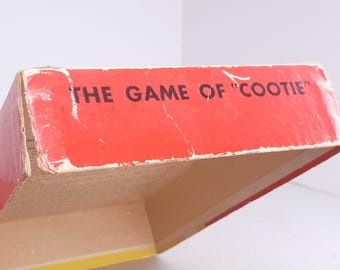 THE GAME OF "COOTIE"